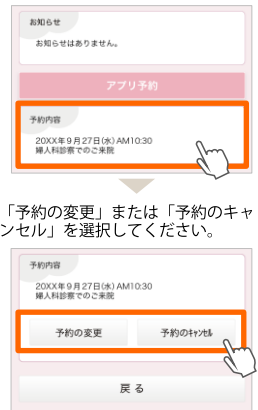 お知らせ
お知らせはありません。
アプリ予約
予約内容
20XX年9月27日(水) AM10:30
婦人科診察でのご来院
「予約の変更」または「予約のキャ
ンセル」を選択してください。
予約内容
20XX年9月27日(水) AM10:30
婦人科診察でのご来院
予約の変更 予約のｷｬﾝｾﾙ
戻る